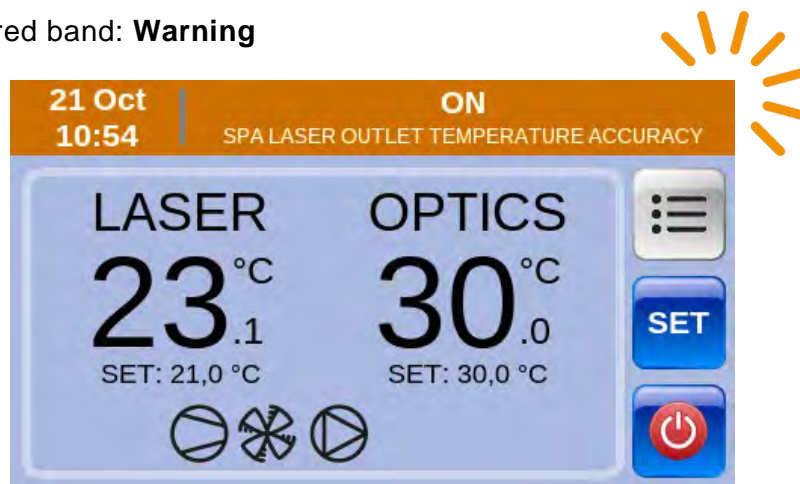 red band: Warning
21 Oct
10:54
ON
SPA LASER OUTLET TEMPERATURE ACCURACY
LASER
23.1 °C
SET: 21,0 °C
OPTICS
30.0 °C
SET: 30,0 °C
SET